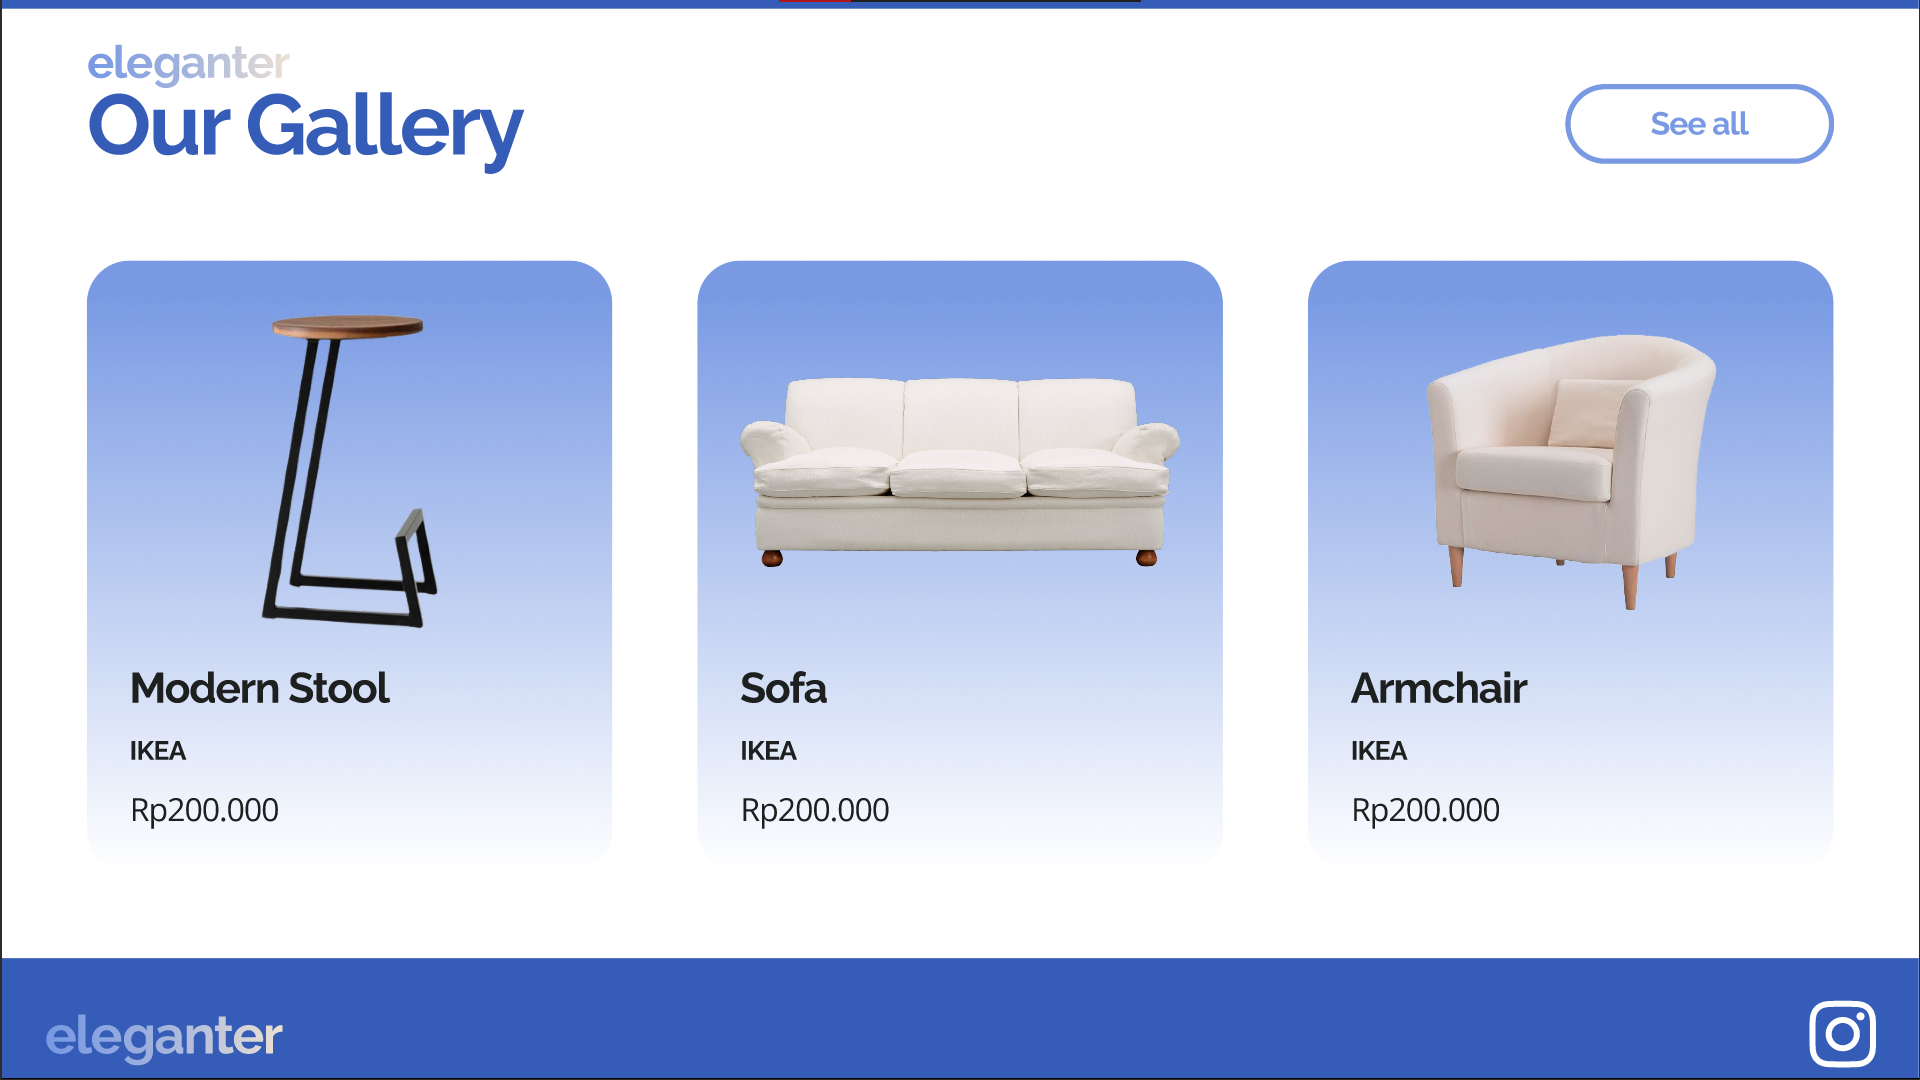 eleganter
Our Gallery
See all
Modern Stool
IKEA
Rp200.000
Sofa
IKEA
Rp200.000
Armchair
IKEA
Rp200.000
eleganter